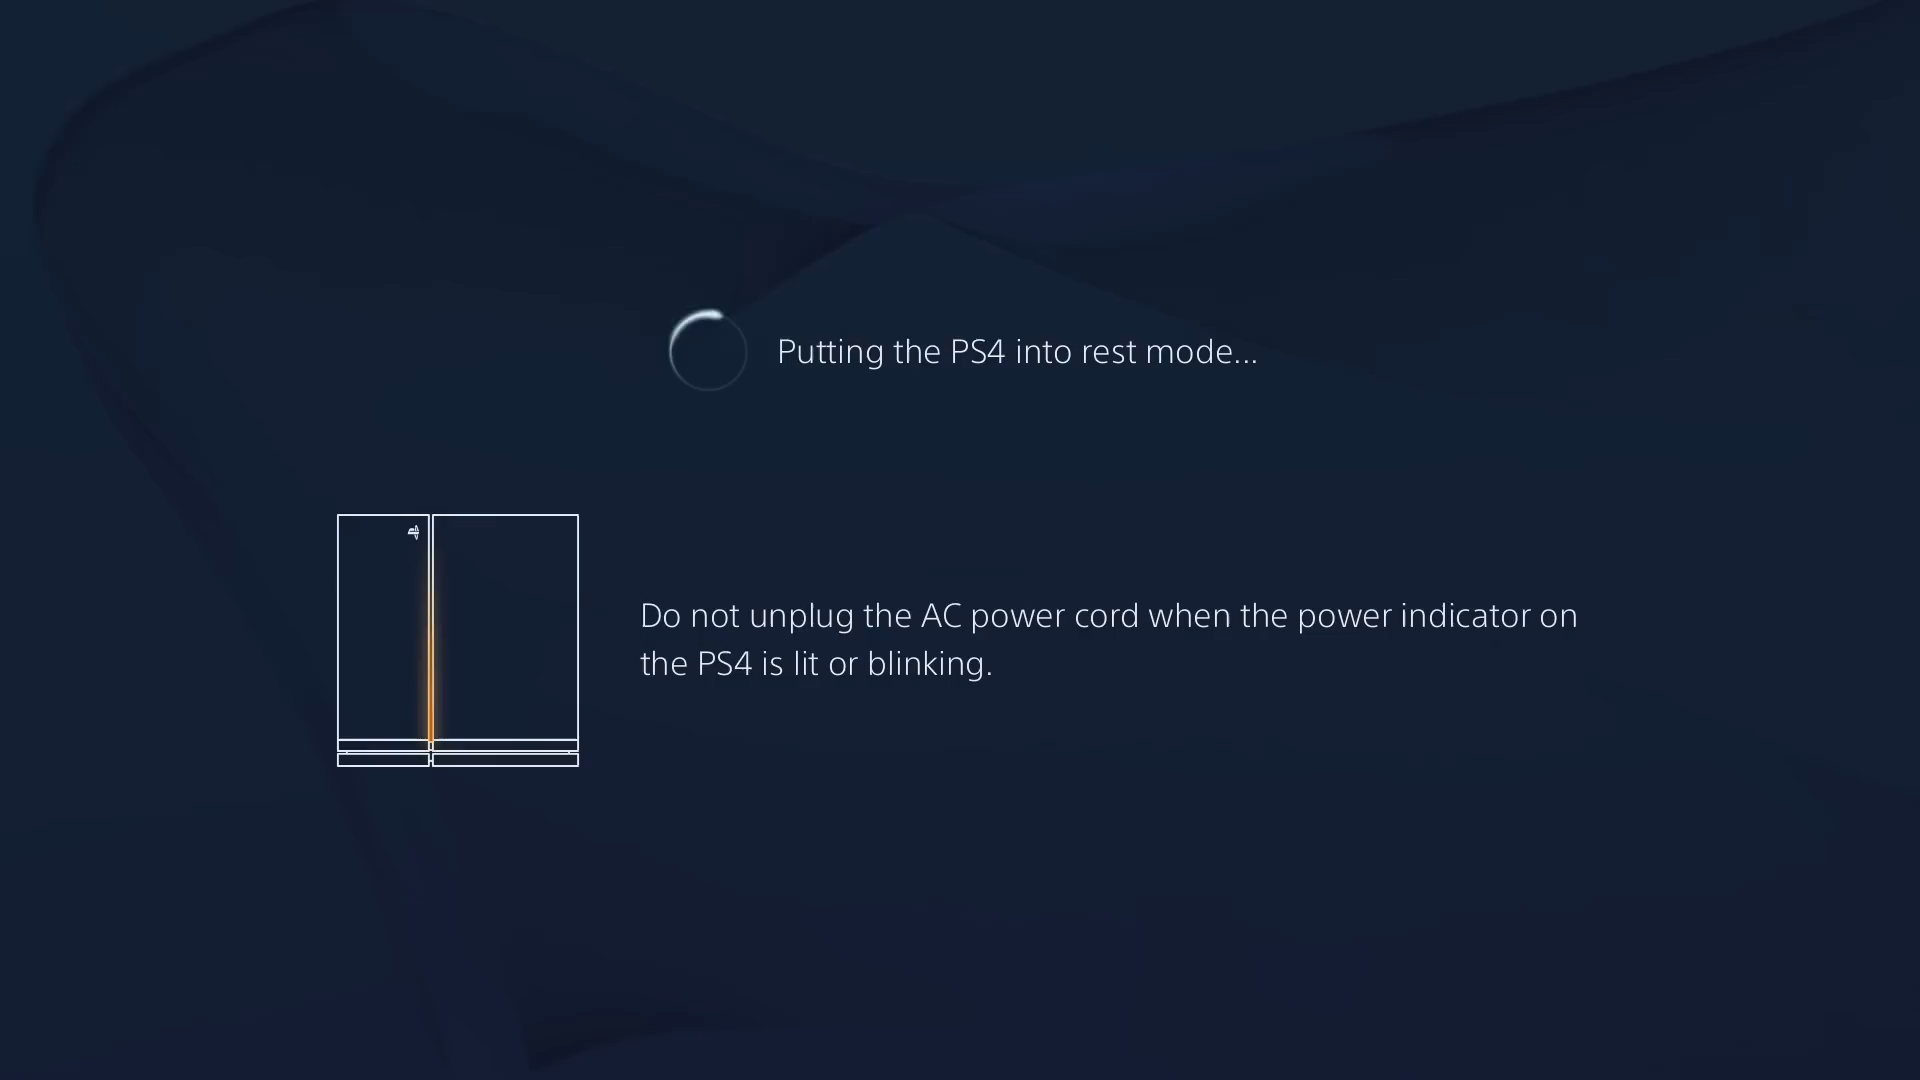 Putting the PS4 into rest mode...
Do not unplug the AC power cord when the power indicator on
the PS4 is lit or blinking.